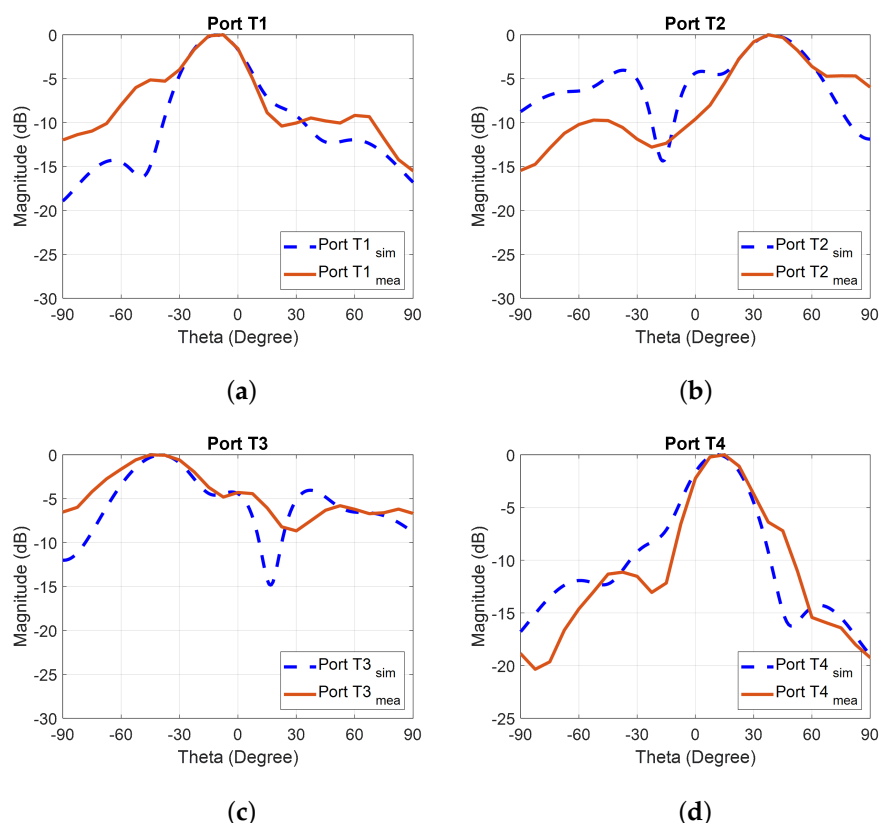 Port T1
Port T2
0
-5
-10
-15
-20
-25
-30
0
-5
-10
-15
-20
-25
-30
Magnitude (dB)
Magnitude (dB)
Port T1 sim
Port T1 mea
Port T2 sim
Port T2 mea
-90 -60 -30 0 30 60 90
-90 -60 -30 0 30 60 90
Theta (Degree)
Theta (Degree)
(a)
(b)
Port T3
Port T4
0
-5
-10
-15
-20
-25
-30
0
-5
-10
-15
-20
-25
Magnitude (dB)
Magnitude (dB)
Port T3 sim
Port T3 mea
Port T4 sim
Port T4 mea
-90 -60 -30 0 30 60 90
-90 -60 -30 0 30 60 90
Theta (Degree)
Theta (Degree)
(c)
(d)